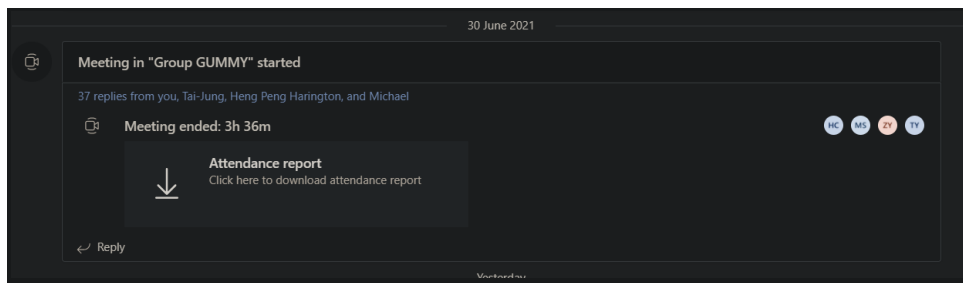 30 June 2021
Meeting in "Group GUMMY" started
37 replies from you, Tai-Jung, Heng Peng Harington, and Michael
Meeting ended: 3h 36m
HC MS ZY TY
Attendance report
Click here to download attendance report
Reply
Yesterday